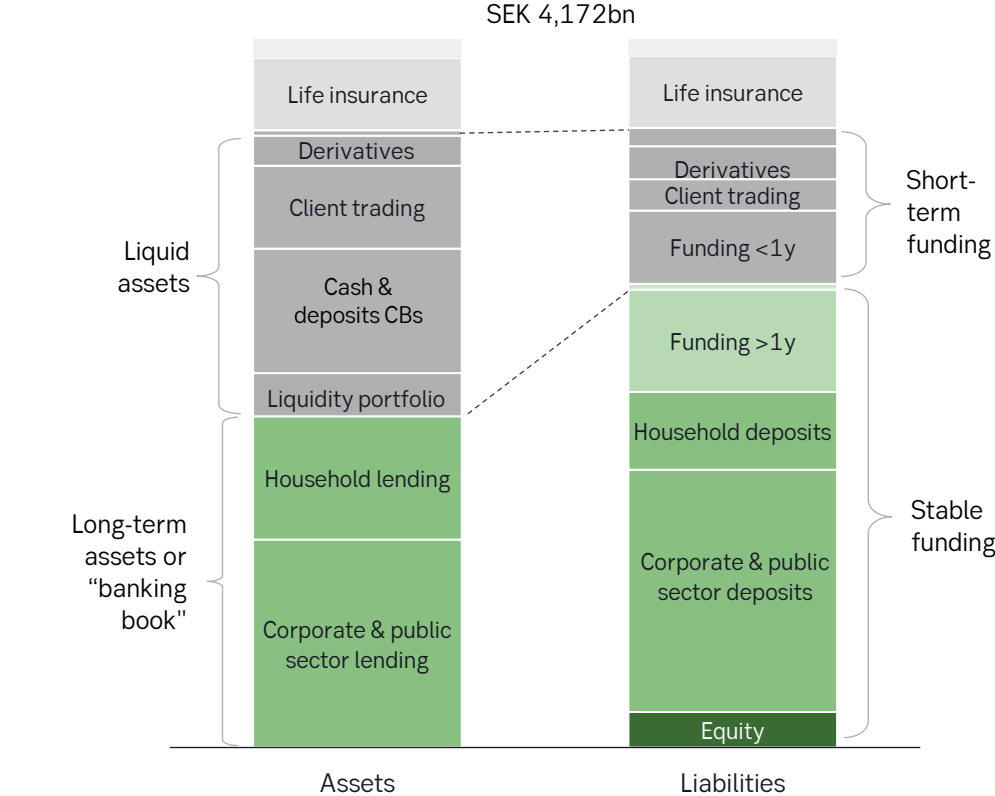 SEK 4,172bn
Life insurance
Derivatives
Client trading
Cash &
deposits CBs
Liquidity portfolio
Household lending
Corporate & public
sector lending
Liquid
assets
Long-term
assets or
“banking
book"
Life insurance
Derivatives
Client trading
Funding <1y
Funding >1y
Household deposits
Corporate & public
sector deposits
Equity
Short-
term
funding
Stable
funding
Assets
Liabilities